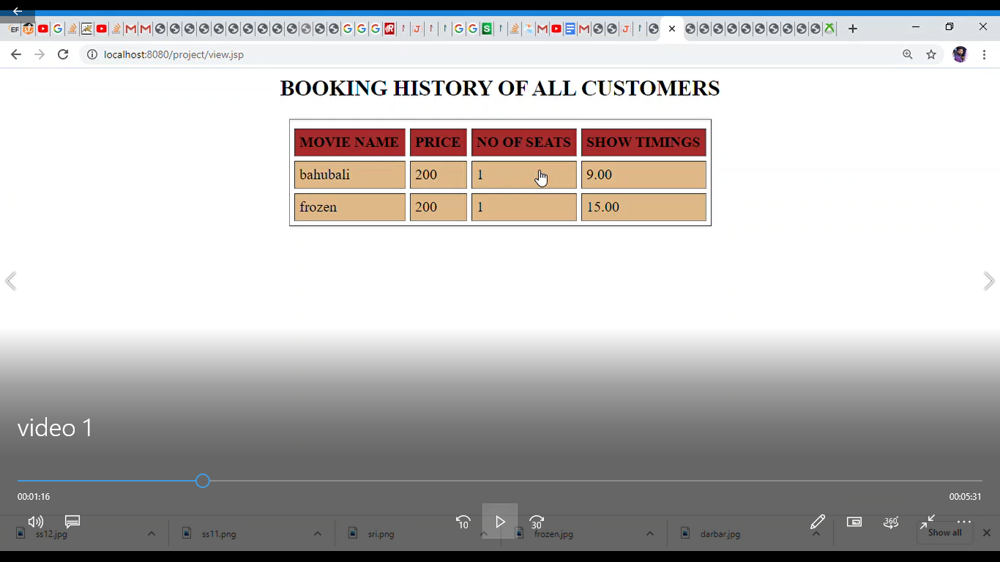 EF
localhost:8080/project/view.jsp
BOOKING HISTORY OF ALL CUSTOMERS
MOVIE NAME PRICE NO OF SEATS SHOW TIMINGS
bahubali 200 1 9.00
frozen 200 1 15.00
video 1
00:01:16 00:05:31
10 30 360
ss12.jpg ss11.png sri.png frozen.jpg darbar.jpg Show all